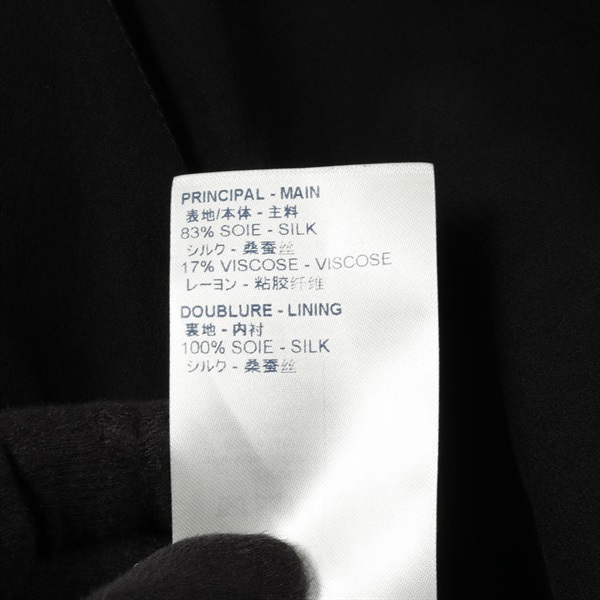 PRINCIPAL - MAIN
表地/本体 - 主料
83% SOIE - SILK
シルク - 桑蚕丝
17% VISCOSE - VISCOSE
レーヨン - 粘胶纤维
DOUBLURE - LINING
裏地 - 内衬
100% SOIE - SILK
シルク - 桑蚕丝